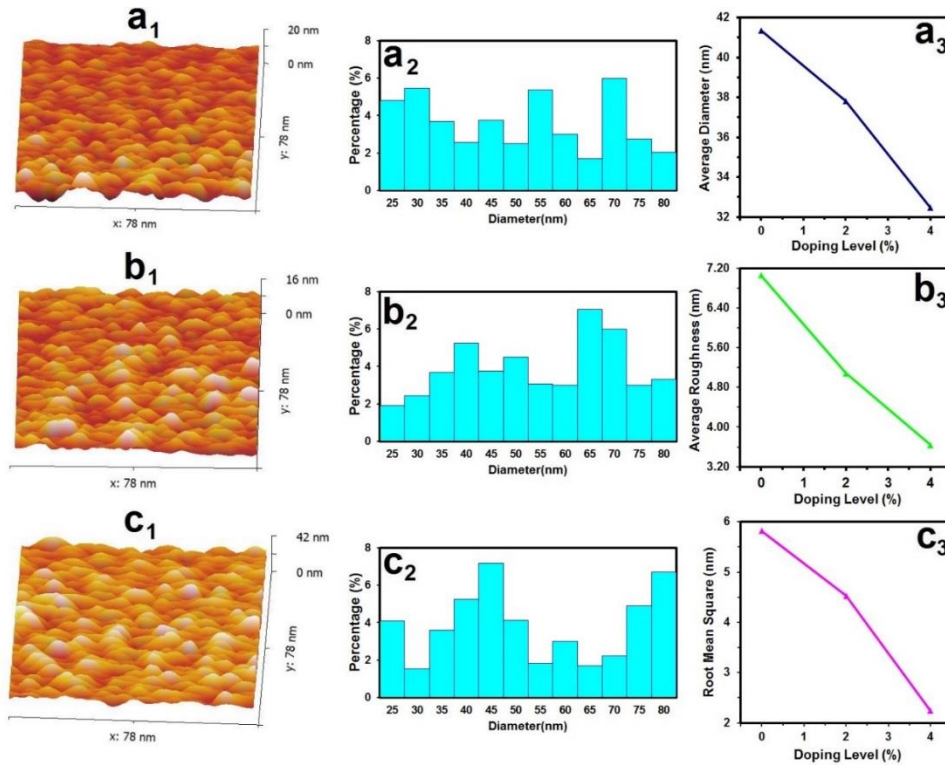 a1
20 nm
0 nm
y: 78 nm
x: 78 nm
a2
Percentage (%)
8
6
4
2
0
25 30 35 40 45 50 55 60 65 70 75 80
Diameter(nm)
a3
Average Diameter (nm)
42
40
38
36
34
32
0 1 2 3 4
Doping Level (%)
b1
16 nm
0 nm
y: 78 nm
x: 78 nm
b2
Percentage (%)
8
6
4
2
0
25 30 35 40 45 50 55 60 65 70 75 80
Diameter(nm)
b3
Average Roughness (nm)
7.20
6.40
5.60
4.80
4.00
3.20
0 1 2 3 4
Doping Level (%)
c1
42 nm
0 nm
y: 78 nm
x: 78 nm
c2
Percentage (%)
8
6
4
2
0
25 30 35 40 45 50 55 60 65 70 75 80
Diameter(nm)
c3
Root Mean Square (nm)
6
5
4
3
2
0 1 2 3 4
Doping Level (%)